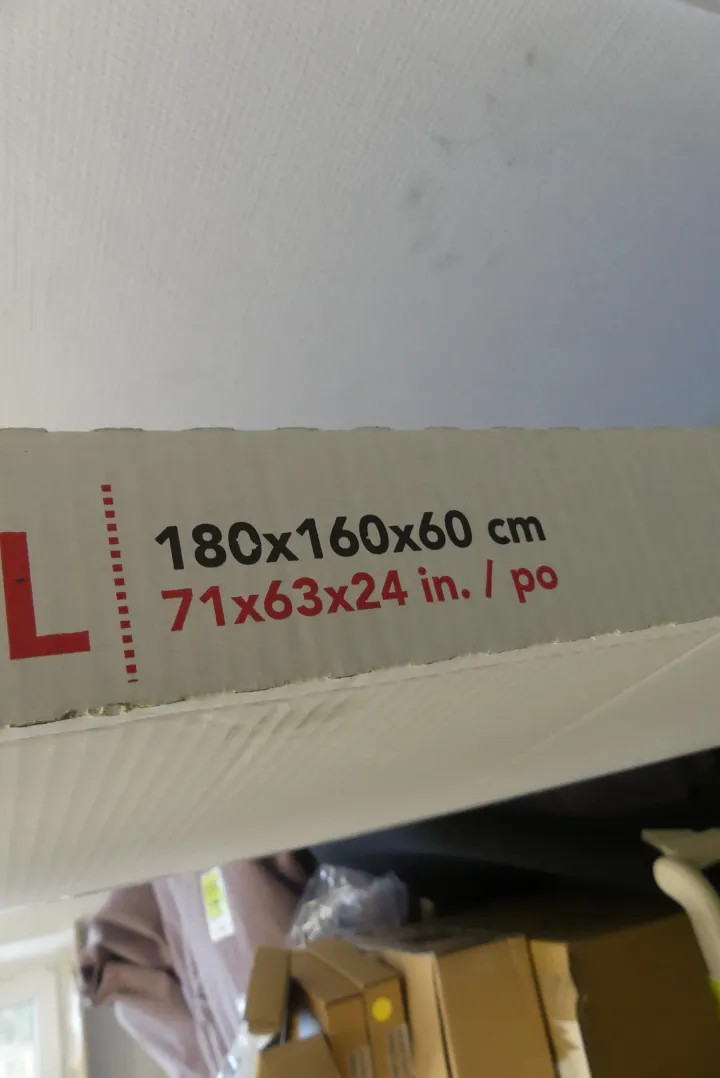 L
180x160x60 cm
71x63x24 in. / po